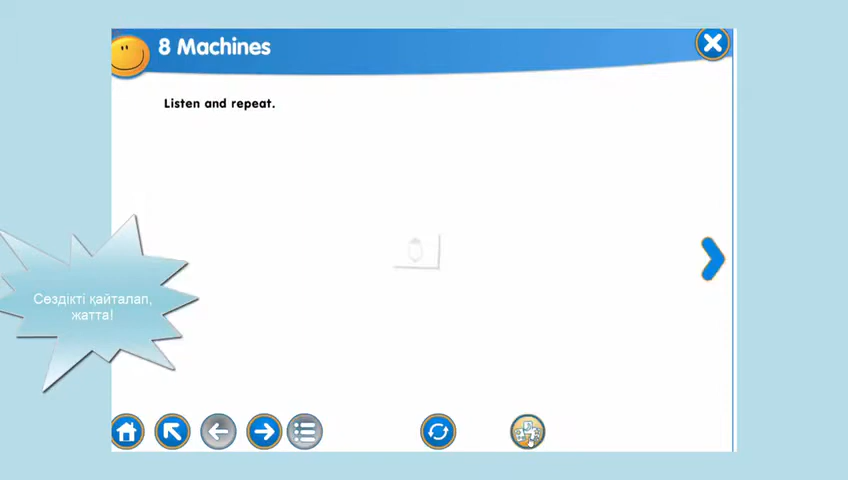 8 Machines
Listen and repeat.
Сөздікті қайталап,
жатта!